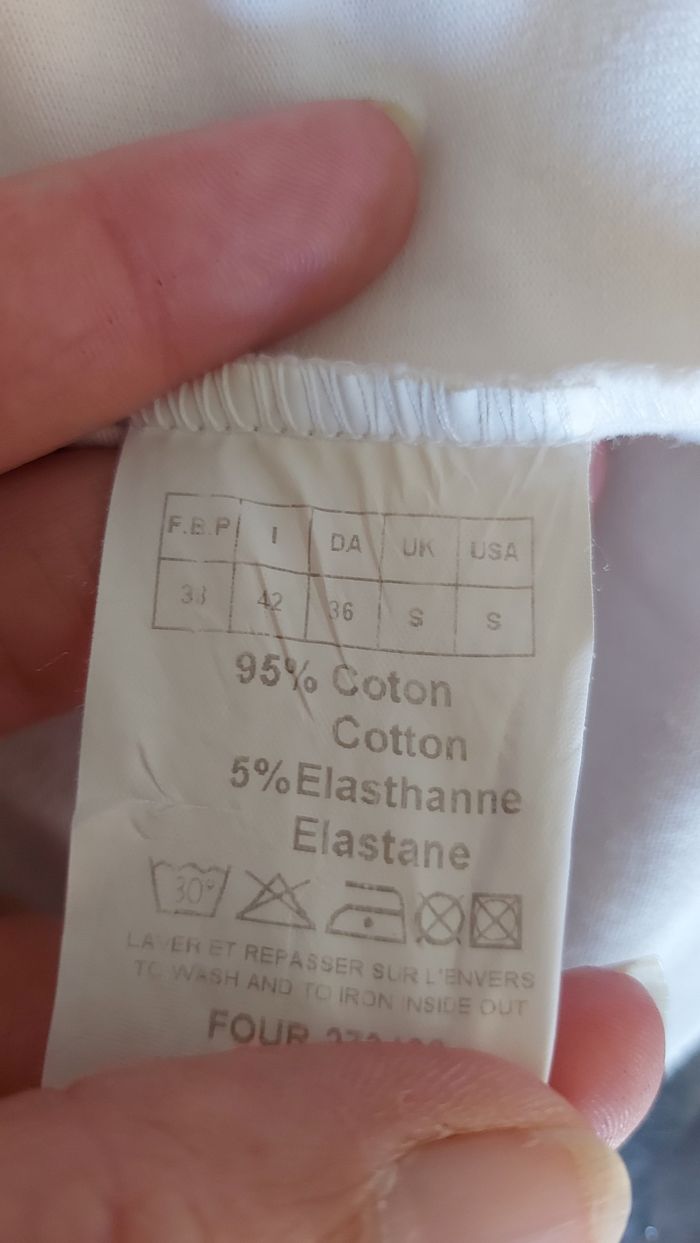 F.B.P I DA UK USA
38 42 36 S S
95% Coton
Cotton
5%Elasthanne
Elastane
30°
LAVER ET REPASSER SUR L'ENVERS
TO WASH AND TO IRON INSIDE OUT
FOUR